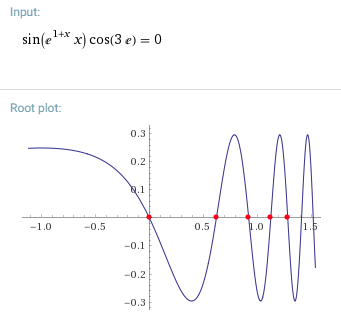 Input:
sin(e^(1+x) x) cos(3 e) = 0
Root plot:
0.3
0.2
0.1
-1.0 -0.5 0.5 1.0 1.5
-0.1
-0.2
-0.3